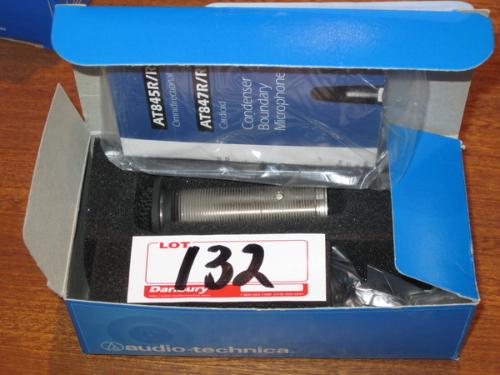 AT845R/R
Omnidirectional
AT847R/R
Cardioid
Condenser
Boundary
Microphone
LOT
132
Danbury
audio-technica